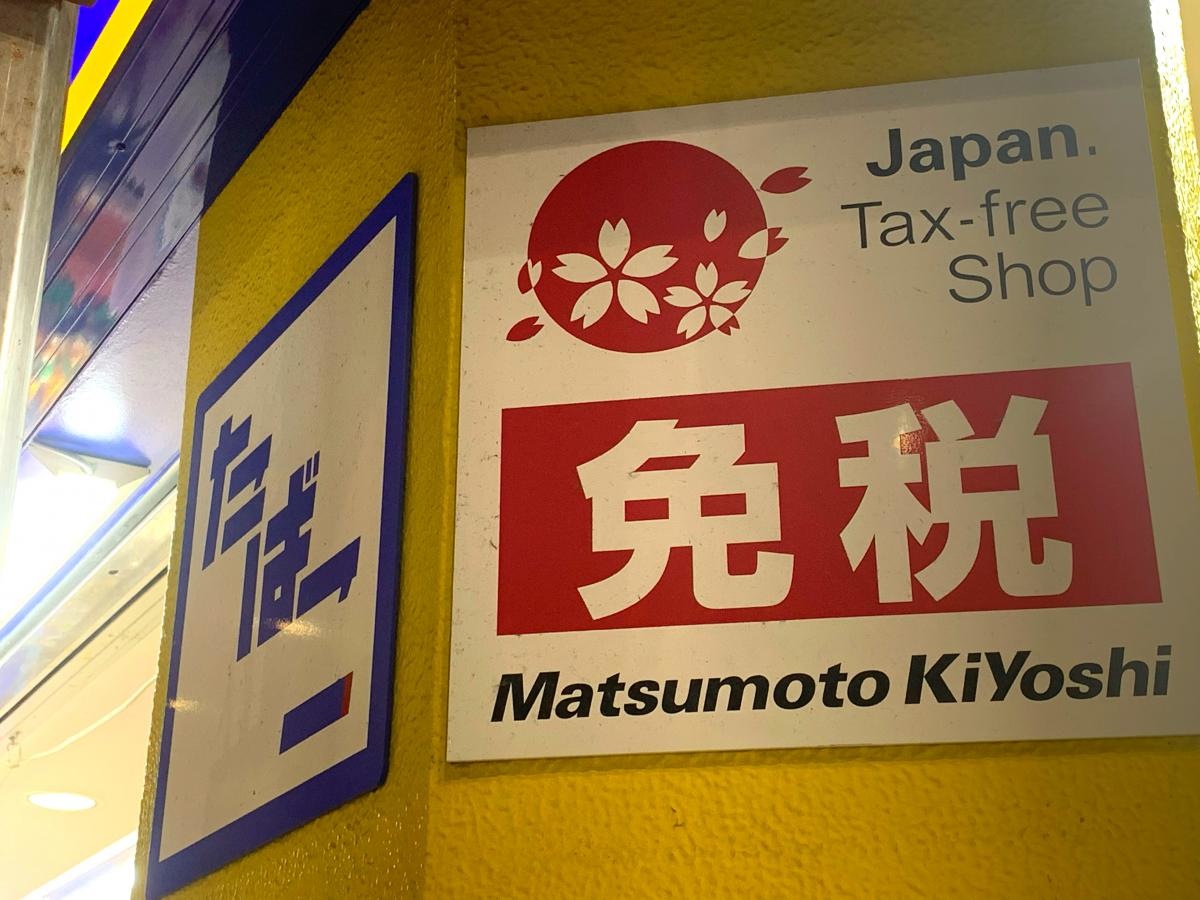 たばこ
Japan.
Tax-free
Shop
免税
Matsumoto KiYoshi